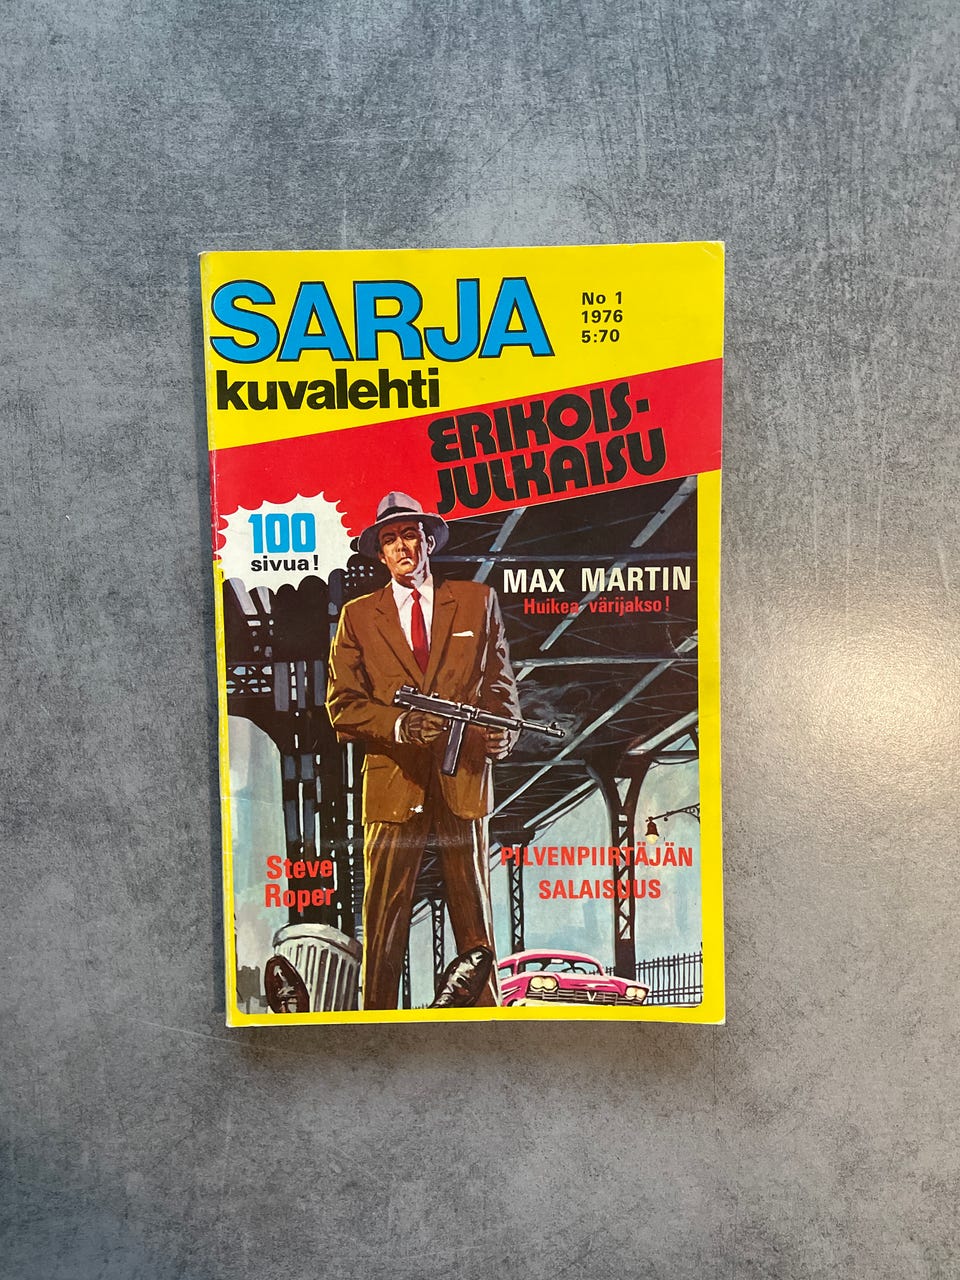 SARJA
kuvalehti
No 1
1976
5:70
ERIKOIS-
JULKAISU
100
sivua!
MAX MARTIN
Huikea värijakso!
Steve
Roper
PILVENPIIRTÄJÄN
SALAISUUS